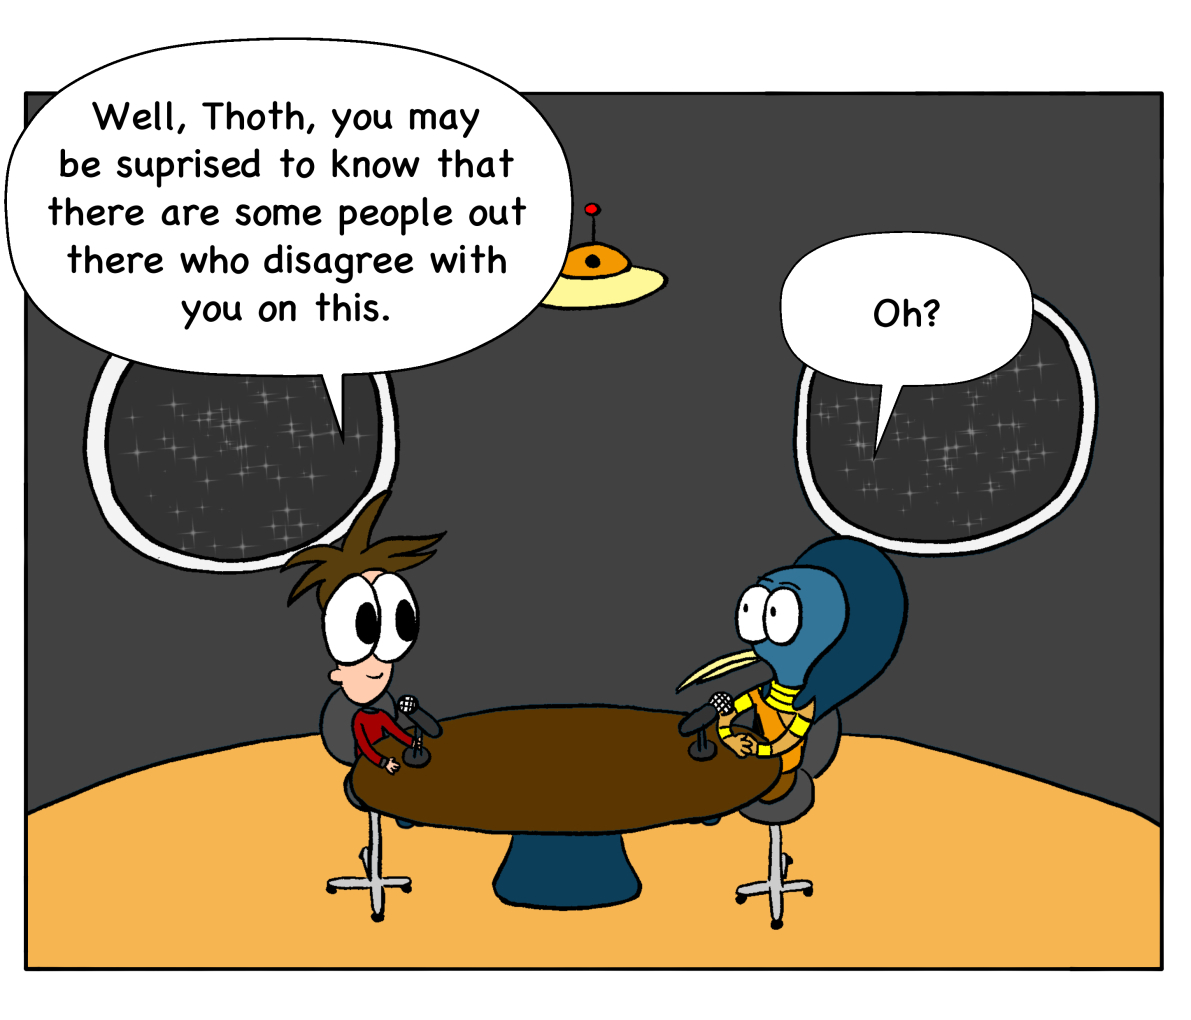 Well, Thoth, you may
be suprised to know that
there are some people out
there who disagree with
you on this.
Oh?